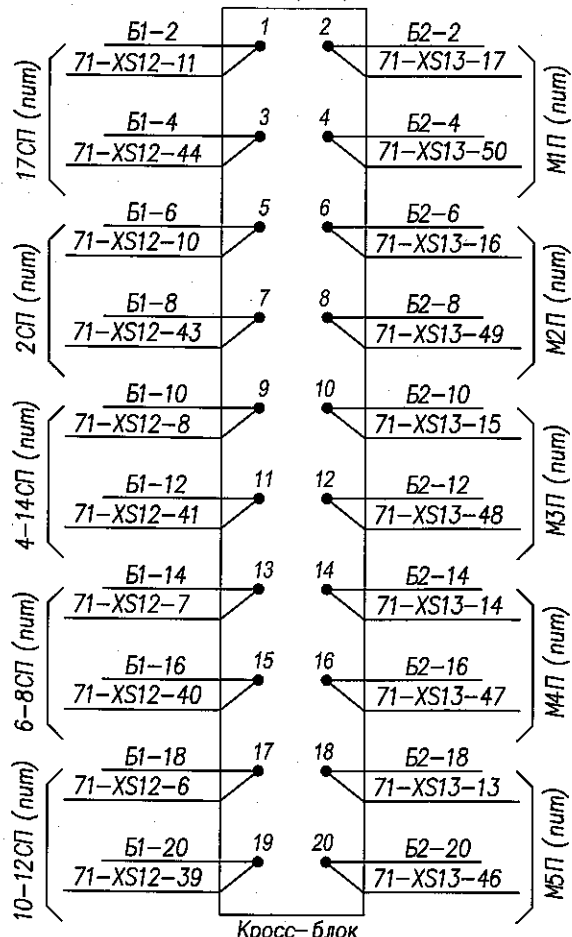 Б1-2 1 2 Б2-2
71-XS12-11 71-XS13-17
17СП (пит) М1П (пит)
Б1-4 3 4 Б2-4
71-XS12-44 71-XS13-50
Б1-6 5 6 Б2-6
71-XS12-10 71-XS13-16
2СП (пит) М2П (пит)
Б1-8 7 8 Б2-8
71-XS12-43 71-XS13-49
Б1-10 9 10 Б2-10
71-XS12-8 71-XS13-15
4-14СП (пит) М3П (пит)
Б1-12 11 12 Б2-12
71-XS12-41 71-XS13-48
Б1-14 13 14 Б2-14
71-XS12-7 71-XS13-14
6-8СП (пит) М4П (пит)
Б1-16 15 16 Б2-16
71-XS12-40 71-XS13-47
Б1-18 17 18 Б2-18
71-XS12-6 71-XS13-13
10-12СП (пит) М5П (пит)
Б1-20 19 20 Б2-20
71-XS12-39 71-XS13-46
Кросс-блок